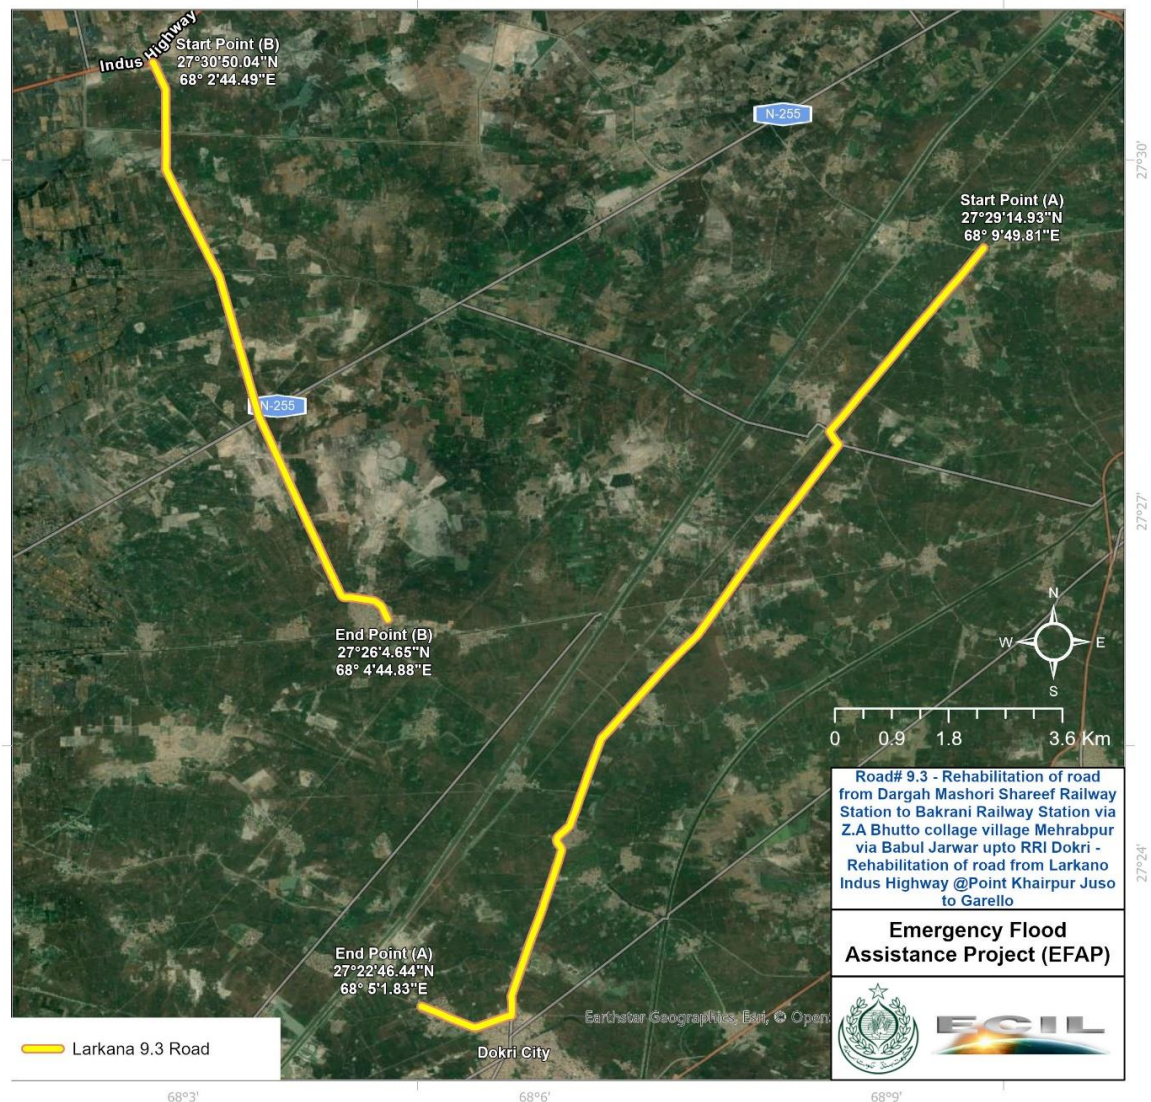 Indus Highway
Start Point (B)
27°30'50.04"N
68° 2'44.49"E
N-255
27°30'
Start Point (A)
27°29'14.93"N
68° 9'49.81"E
N-255
27°27'
End Point (B)
27°26'4.65"N
68° 4'44.88"E
N
W
E
S
0 0.9 1.8 3.6 Km
Road# 9.3 - Rehabilitation of road
from Dargah Mashori Shareef Railway
Station to Bakrani Railway Station via
Z.A Bhutto collage village Mehrabpur
via Babul Jarwar upto RRI Dokri -
Rehabilitation of road from Larkano
Indus Highway @Point Khairpur Juso
to Garello
27°24'
Emergency Flood
Assistance Project (EFAP)
End Point (A)
27°22'46.44"N
68° 5'1.83"E
Earthstar Geographics, Esri, © Open
ECIL
Dokri City
Larkana 9.3 Road
68°3'
68°6'
68°9'